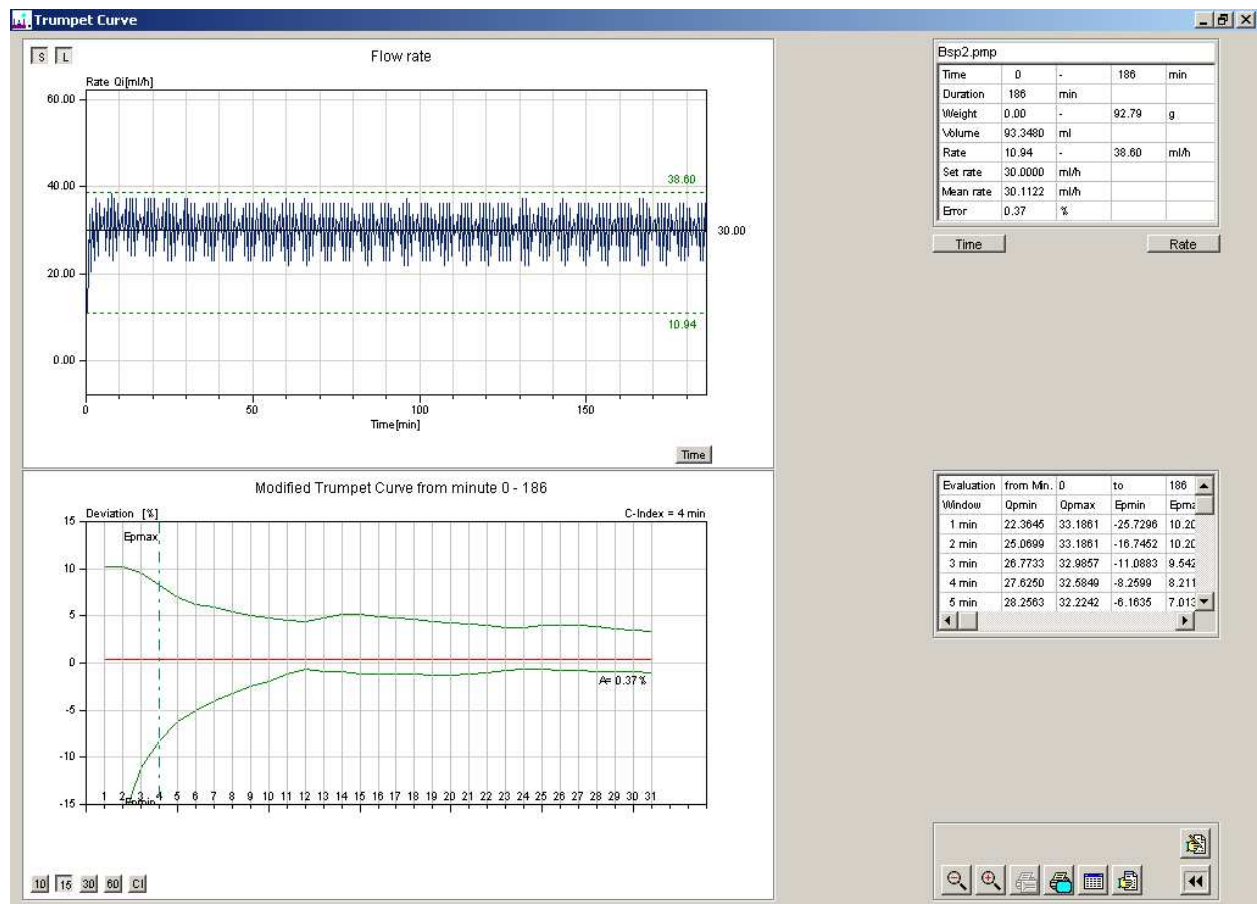 Trumpet Curve
S L
Flow rate
Rate Qi[ml/h]
60.00
40.00
20.00
0.00
38.60
30.00
10.94
0 50 100 150
Time[min]
Time
Bsp2.pmp
Time 0 - 186 min
Duration 186 min
Weight 0.00 - 92.79 g
Volume 93.3480 ml
Rate 10.94 - 38.60 ml/h
Set rate 30.0000 ml/h
Mean rate 30.1122 ml/h
Error 0.37 %
Time Rate
Modified Trumpet Curve from minute 0 - 186
Deviation [%] C-Index = 4 min
Epmax
15
10
5
0
-5
-10
-15
A= 0.37%
Epmin
1 2 3 4 5 6 7 8 9 10 11 12 13 14 15 16 17 18 19 20 21 22 23 24 25 26 27 28 29 30 31
10 15 30 60 CI
Evaluation from Min. 0 to 186
Window Qpmin Qpmax Epmin Epma
1 min 22.3645 33.1861 -25.7296 10.20
2 min 25.0699 33.1861 -16.7452 10.20
3 min 26.7733 32.9857 -11.0883 9.542
4 min 27.6250 32.5849 -8.2599 8.211
5 min 28.2563 32.2242 -6.1635 7.013